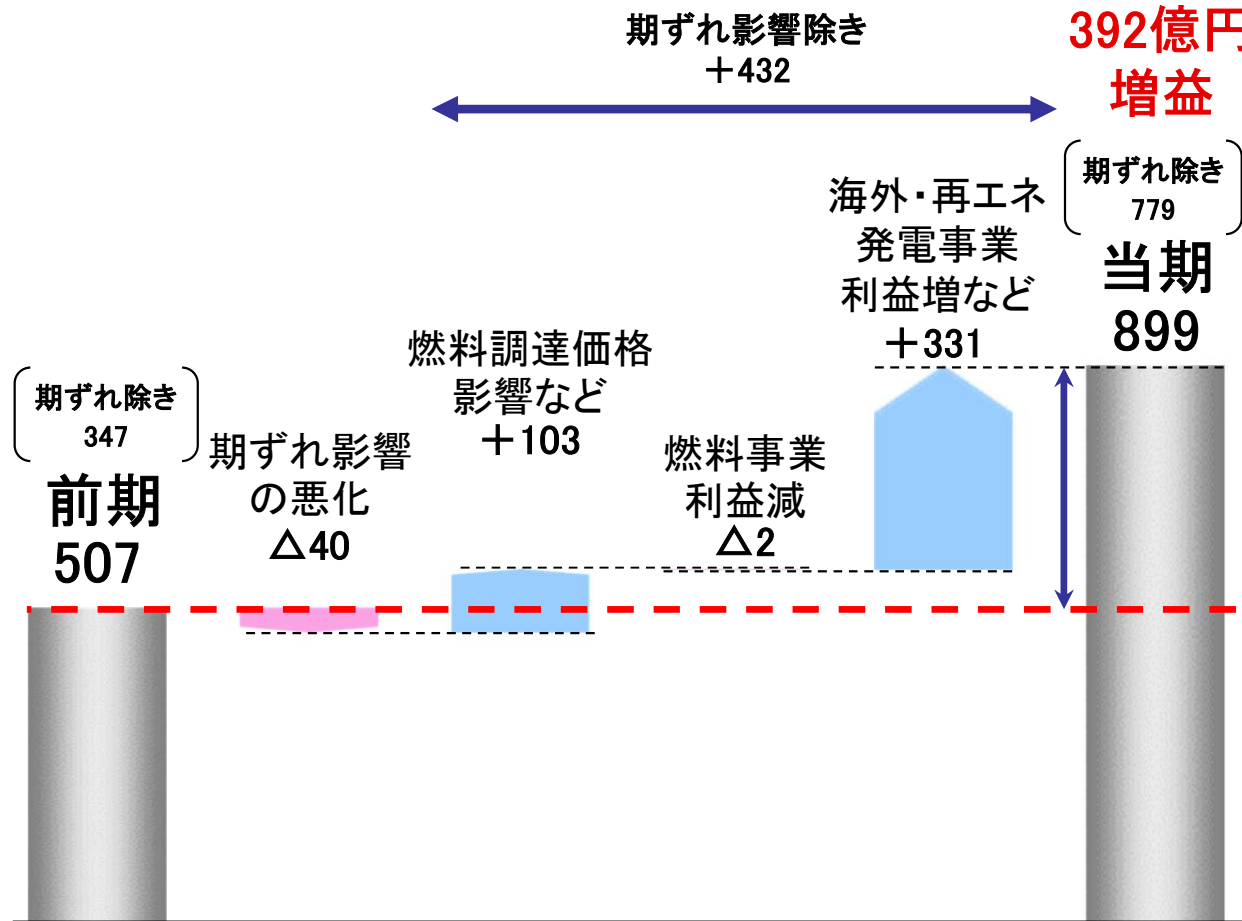 期ずれ影響除き
＋432
392億円
増益
期ずれ除き
347
前期
507
期ずれ影響
の悪化
△40
燃料調達価格
影響など
＋103
燃料事業
利益減
△2
海外・再エネ
発電事業
利益増など
＋331
期ずれ除き
779
当期
899